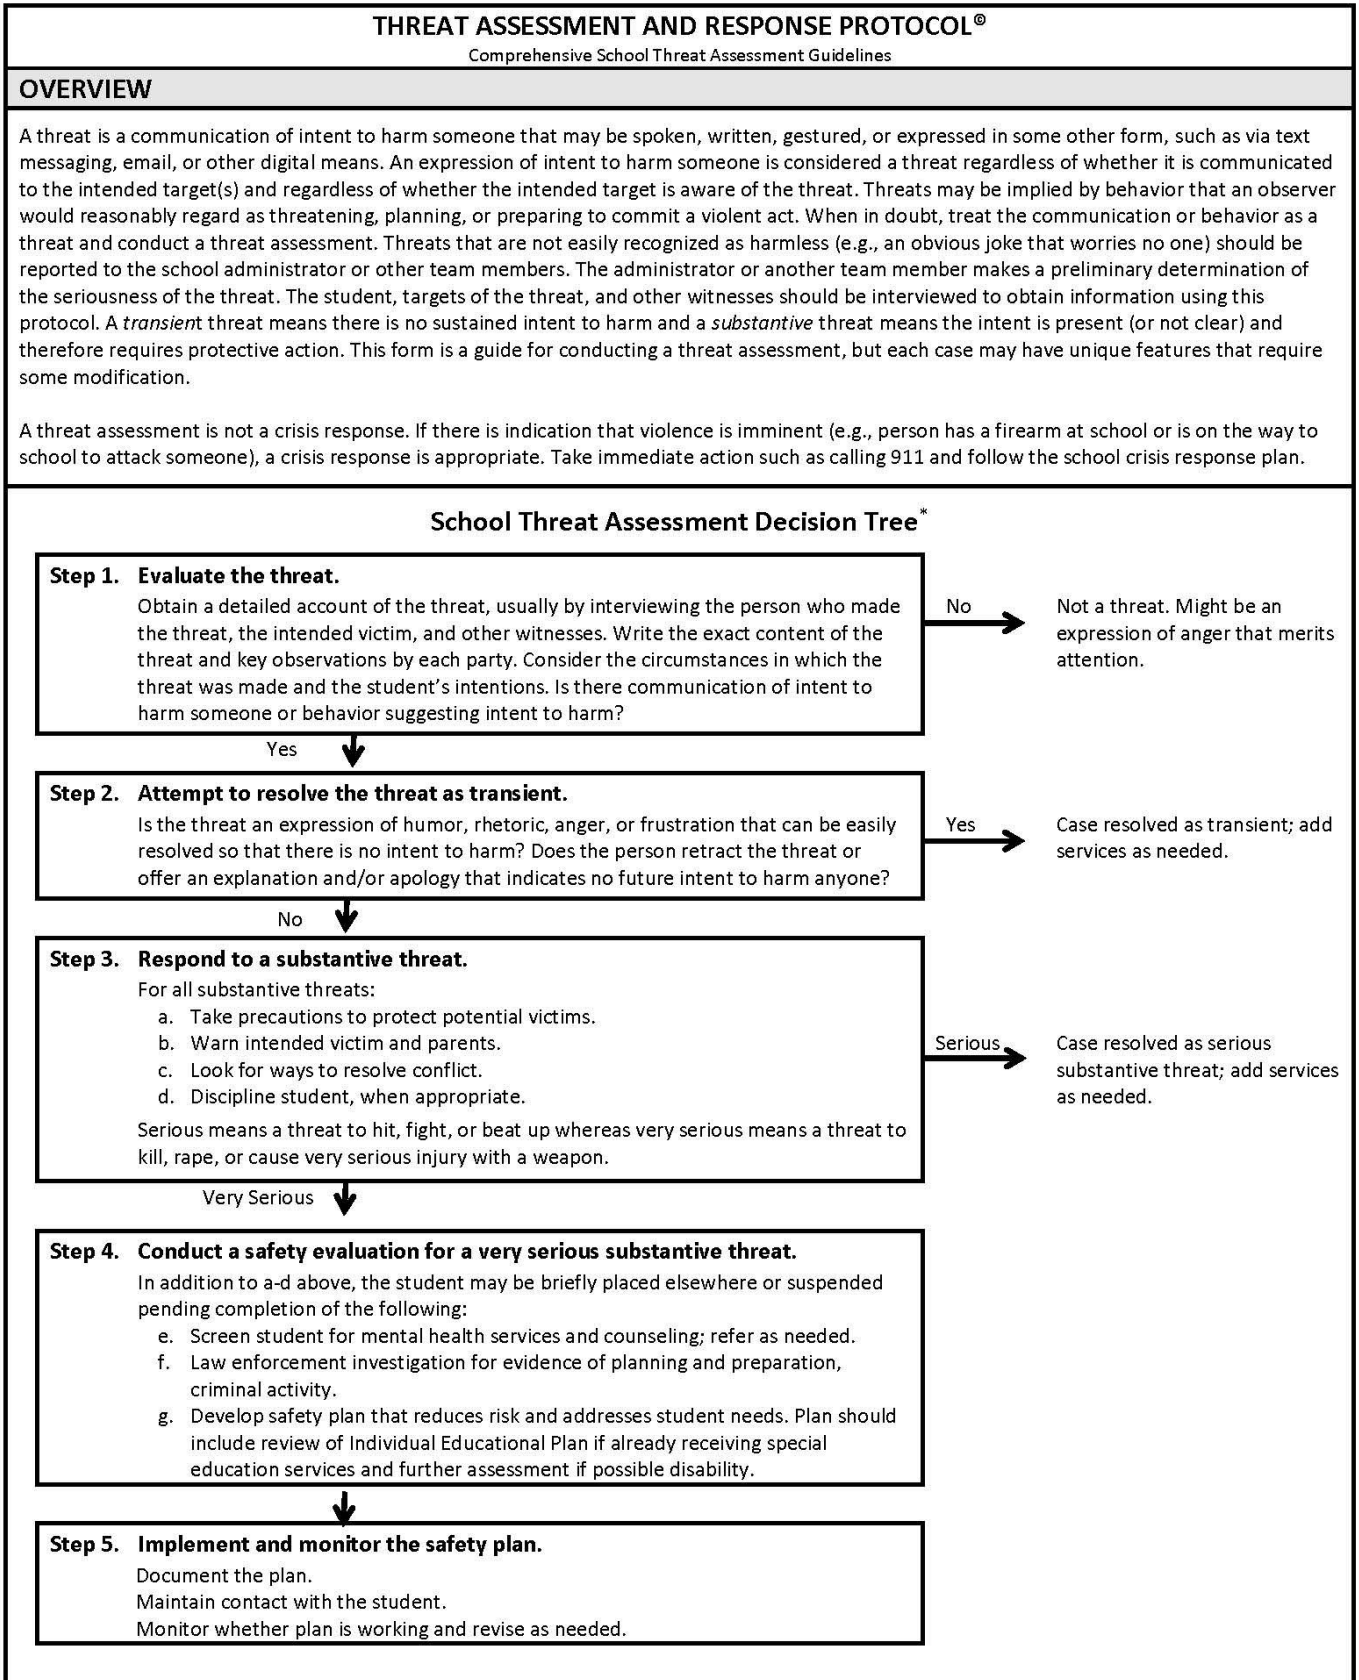 THREAT ASSESSMENT AND RESPONSE PROTOCOL©
Comprehensive School Threat Assessment Guidelines
OVERVIEW
A threat is a communication of intent to harm someone that may be spoken, written, gestured, or expressed in some other form, such as via text
messaging, email, or other digital means. An expression of intent to harm someone is considered a threat regardless of whether it is communicated
to the intended target(s) and regardless of whether the intended target is aware of the threat. Threats may be implied by behavior that an observer
would reasonably regard as threatening, planning, or preparing to commit a violent act. When in doubt, treat the communication or behavior as a
threat and conduct a threat assessment. Threats that are not easily recognized as harmless (e.g., an obvious joke that worries no one) should be
reported to the school administrator or other team members. The administrator or another team member makes a preliminary determination of
the seriousness of the threat. The student, targets of the threat, and other witnesses should be interviewed to obtain information using this
protocol. A transient threat means there is no sustained intent to harm and a substantive threat means the intent is present (or not clear) and
therefore requires protective action. This form is a guide for conducting a threat assessment, but each case may have unique features that require
some modification.
A threat assessment is not a crisis response. If there is indication that violence is imminent (e.g., person has a firearm at school or is on the way to
school to attack someone), a crisis response is appropriate. Take immediate action such as calling 911 and follow the school crisis response plan.
School Threat Assessment Decision Tree*
Step 1. Evaluate the threat.
Obtain a detailed account of the threat, usually by interviewing the person who made
the threat, the intended victim, and other witnesses. Write the exact content of the
threat and key observations by each party. Consider the circumstances in which the
threat was made and the student's intentions. Is there communication of intent to
harm someone or behavior suggesting intent to harm?
No
Not a threat. Might be an
expression of anger that merits
attention.
Yes
Step 2. Attempt to resolve the threat as transient.
Is the threat an expression of humor, rhetoric, anger, or frustration that can be easily
resolved so that there is no intent to harm? Does the person retract the threat or
offer an explanation and/or apology that indicates no future intent to harm anyone?
Yes
Case resolved as transient; add
services as needed.
No
Step 3. Respond to a substantive threat.
For all substantive threats:
a. Take precautions to protect potential victims.
b. Warn intended victim and parents.
c. Look for ways to resolve conflict.
d. Discipline student, when appropriate.
Serious means a threat to hit, fight, or beat up whereas very serious means a threat to
kill, rape, or cause very serious injury with a weapon.
Serious
Case resolved as serious
substantive threat; add services
as needed.
Very Serious
Step 4. Conduct a safety evaluation for a very serious substantive threat.
In addition to a-d above, the student may be briefly placed elsewhere or suspended
pending completion of the following:
e. Screen student for mental health services and counseling; refer as needed.
f. Law enforcement investigation for evidence of planning and preparation,
criminal activity.
g. Develop safety plan that reduces risk and addresses student needs. Plan should
include review of Individual Educational Plan if already receiving special
education services and further assessment if possible disability.
Step 5. Implement and monitor the safety plan.
Document the plan.
Maintain contact with the student.
Monitor whether plan is working and revise as needed.